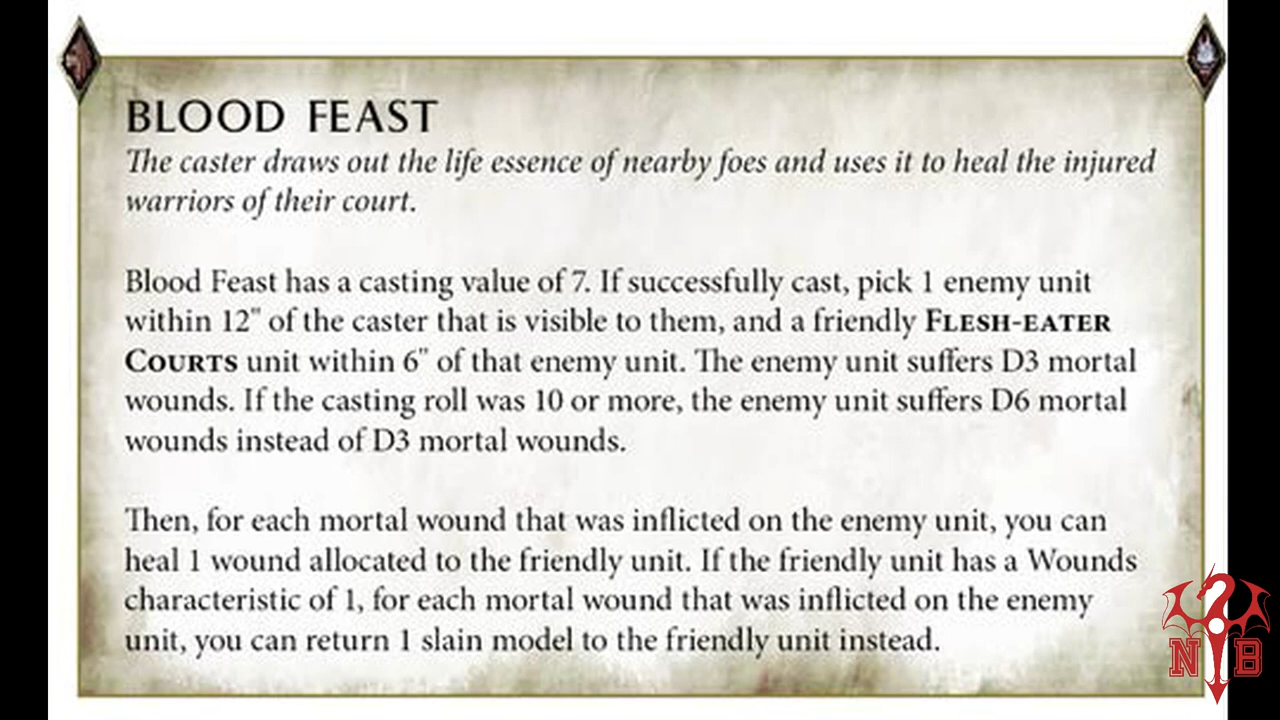 BLOOD FEAST
The caster draws out the life essence of nearby foes and uses it to heal the injured
warriors of their court.
Blood Feast has a casting value of 7. If successfully cast, pick 1 enemy unit
within 12" of the caster that is visible to them, and a friendly FLESH-EATER
COURTS unit within 6" of that enemy unit. The enemy unit suffers D3 mortal
wounds. If the casting roll was 10 or more, the enemy unit suffers D6 mortal
wounds instead of D3 mortal wounds.
Then, for each mortal wound that was inflicted on the enemy unit, you can
heal 1 wound allocated to the friendly unit. If the friendly unit has a Wounds
characteristic of 1, for each mortal wound that was inflicted on the enemy
unit, you can return 1 slain model to the friendly unit instead.
N B